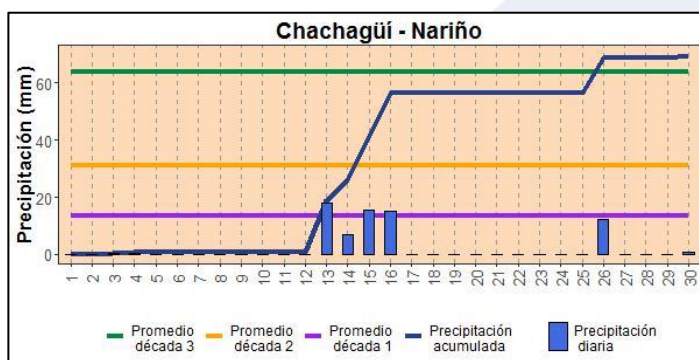 Chachagüí - Nariño
Precipitación (mm)
60
40
20
0
1 2 3 4 5 6 7 8 9 10 11 12 13 14 15 16 17 18 19 20 21 22 23 24 25 26 27 28 29 30
Promedio década 3
Promedio década 2
Promedio década 1
Precipitación acumulada
Precipitación diaria